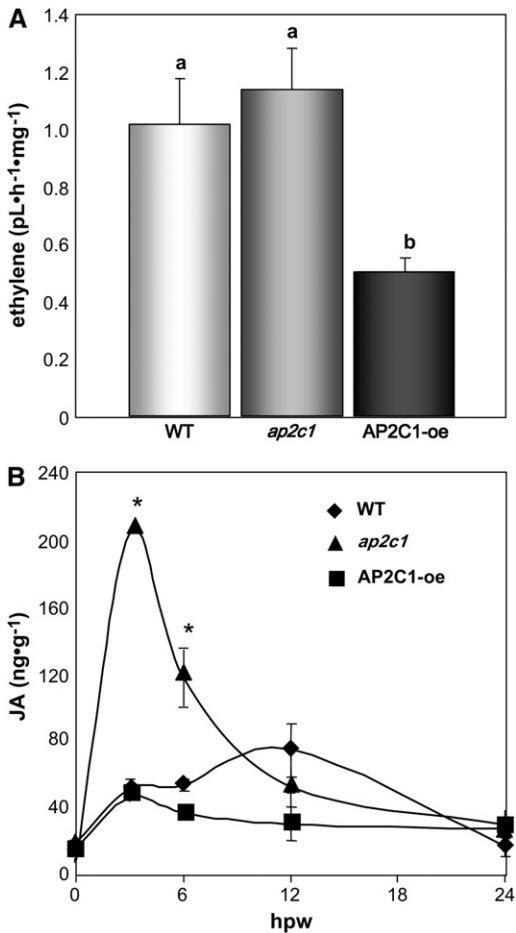 A
1.4
1.2
1.0
0.8
0.6
0.4
0.2
0
ethylene (pL•h-1•mg-1)
a
a
b
WT
ap2c1
AP2C1-oe
B
240
200
160
120
80
40
0
JA (ng•g-1)
*
*
WT
ap2c1
AP2C1-oe
0
6
12
18
24
hpw